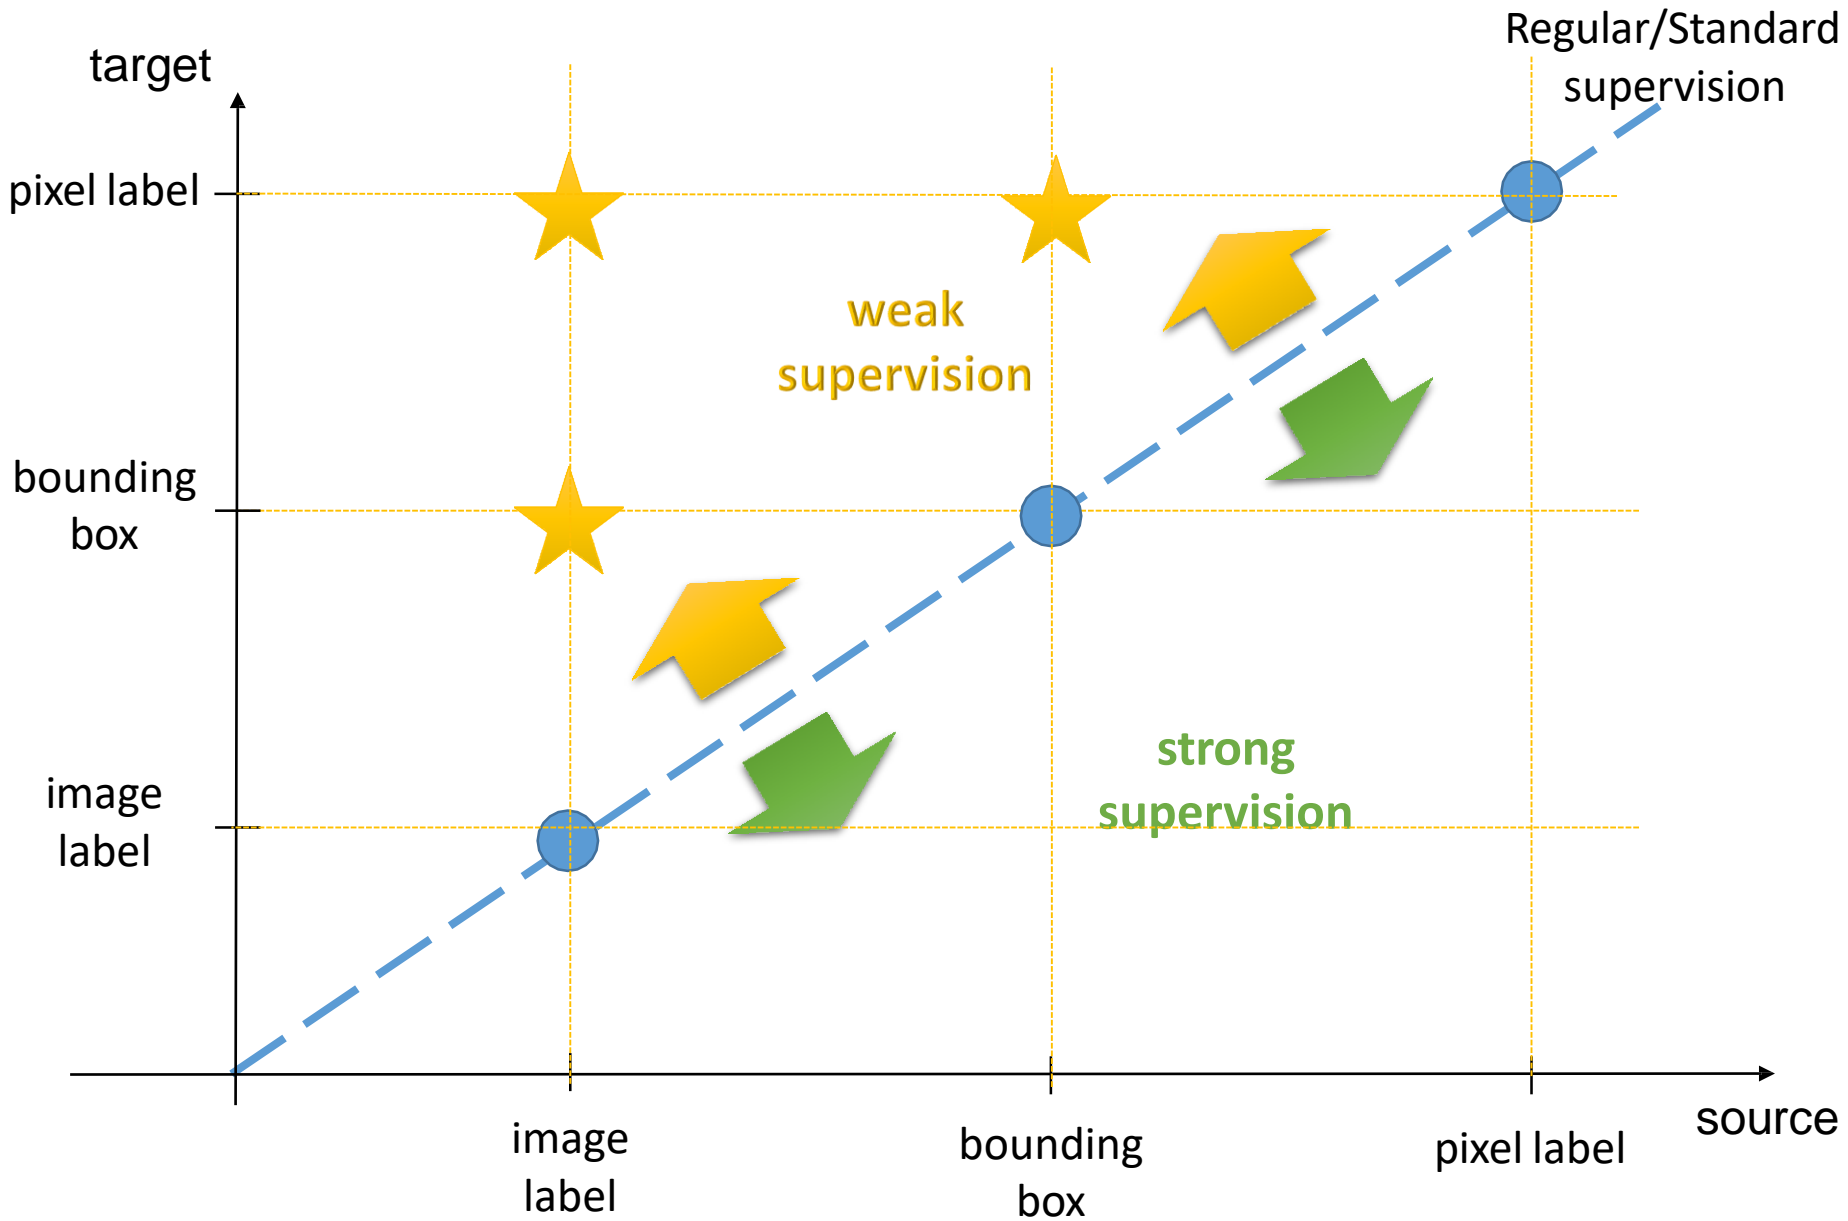 Regular/Standard
supervision
target
pixel label
weak
supervision
bounding
box
strong
supervision
image
label
source
image
label
bounding
box
pixel label